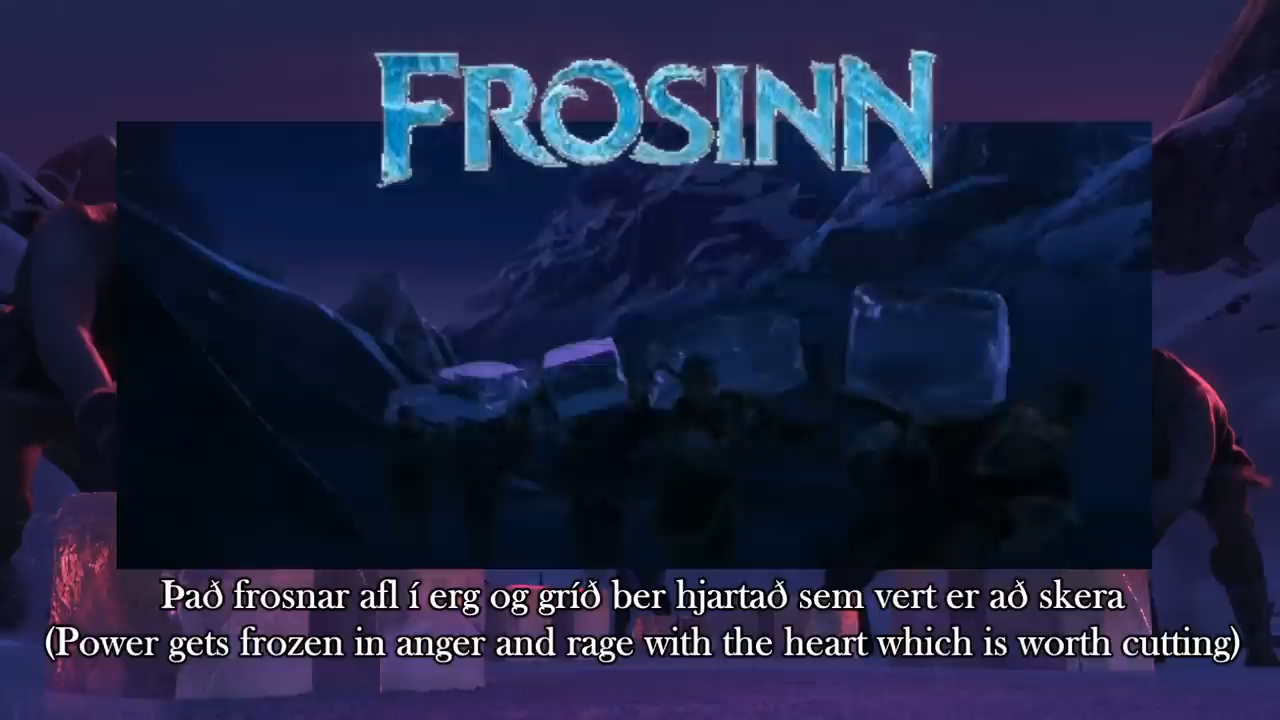 FROSINN
Það frosnar afl í erg og gríð ber hjartað sem vert er að skera
(Power gets frozen in anger and rage with the heart which is worth cutting)